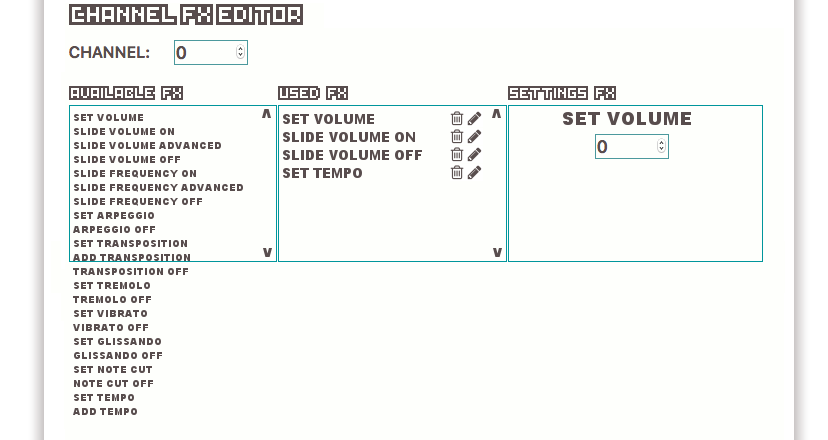 CHANNEL FX EDITOR
CHANNEL: 0
AVAILABLE FX
SET VOLUME
SLIDE VOLUME ON
SLIDE VOLUME ADVANCED
SLIDE VOLUME OFF
SLIDE FREQUENCY ON
SLIDE FREQUENCY ADVANCED
SLIDE FREQUENCY OFF
SET ARPEGGIO
ARPEGGIO OFF
SET TRANSPOSITION
ADD TRANSPOSITION
TRANSPOSITION OFF
SET TREMOLO
TREMOLO OFF
SET VIBRATO
VIBRATO OFF
SET GLISSANDO
GLISSANDO OFF
SET NOTE CUT
NOTE CUT OFF
SET TEMPO
ADD TEMPO
USED FX
SET VOLUME
SLIDE VOLUME ON
SLIDE VOLUME OFF
SET TEMPO
SETTINGS FX
SET VOLUME
0